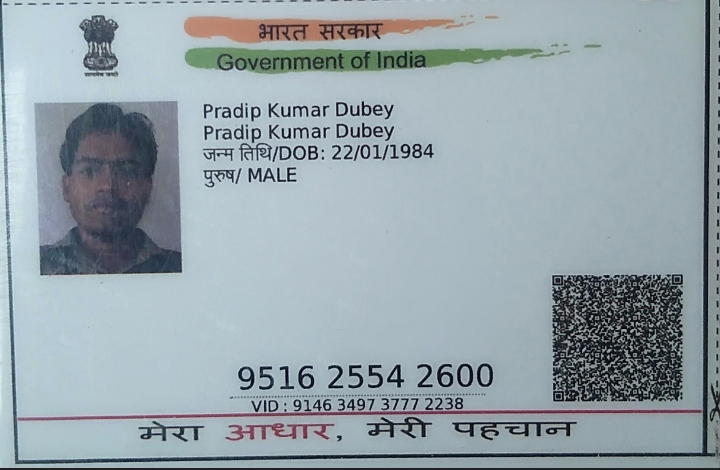 भारत सरकार
Government of India
सत्यमेव जयते
Pradip Kumar Dubey
Pradip Kumar Dubey
जन्म तिथि/DOB: 22/01/1984
पुरुष/ MALE
9516 2554 2600
VID : 9146 3497 3777 2238
मेरा आधार, मेरी पहचान